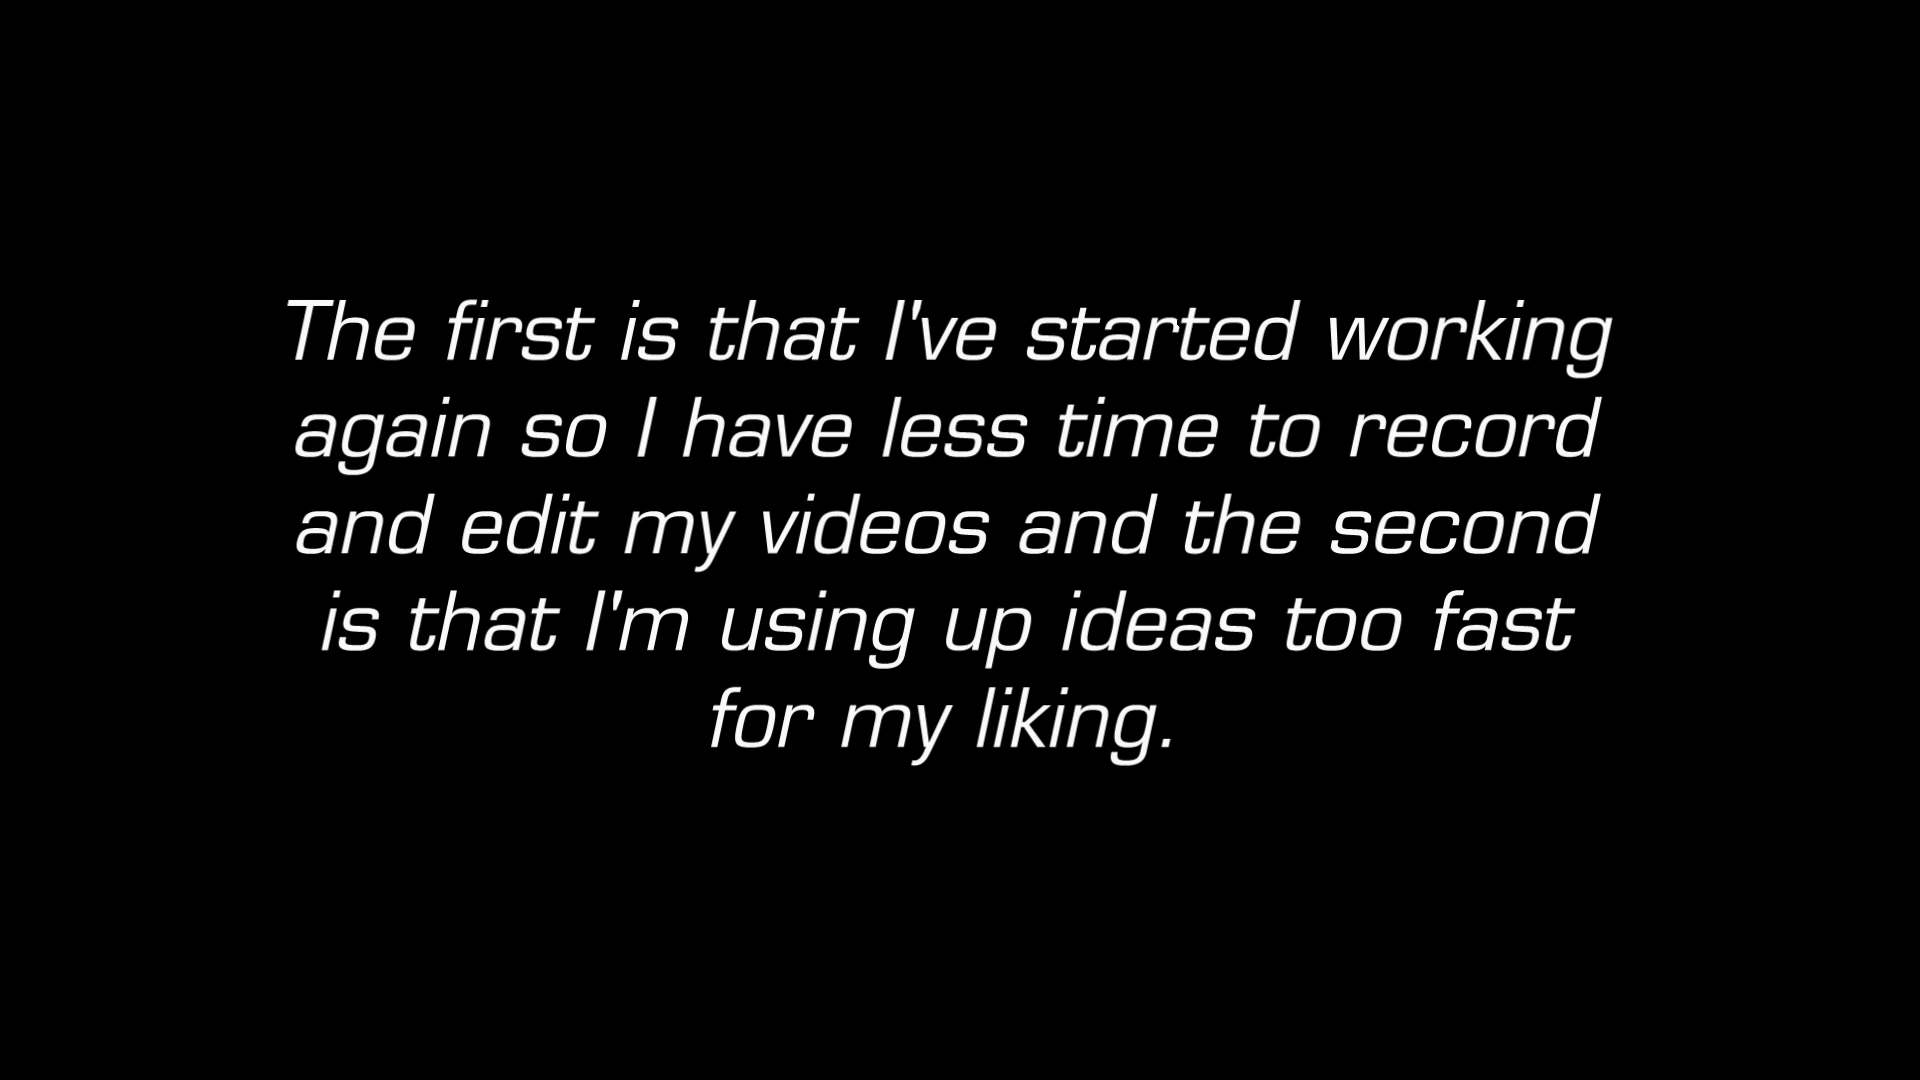 The first is that I've started working
again so I have less time to record
and edit my videos and the second
is that I'm using up ideas too fast
for my liking.